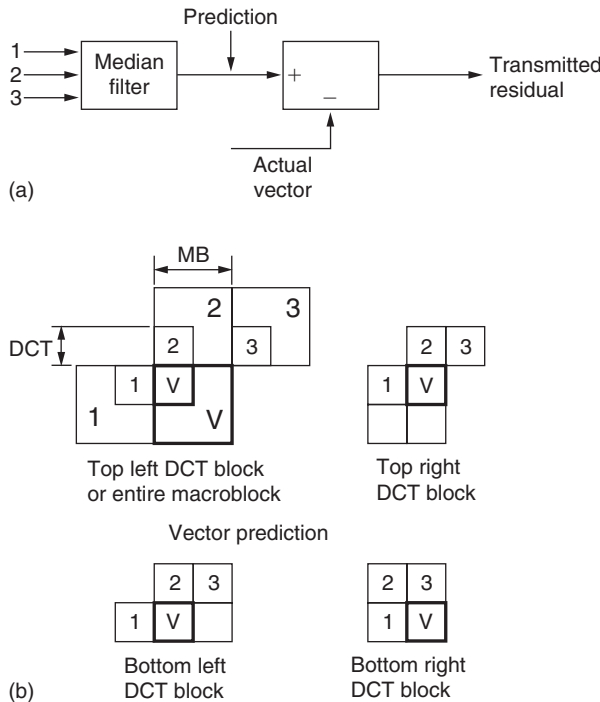 Prediction
1
2
3
Median
filter
+
−
Transmitted
residual
Actual
vector
(a)
MB
2
3
DCT
2
3
1
V
1
V
Top left DCT block
or entire macroblock
2
3
1
V
Top right
DCT block
Vector prediction
2
3
1
V
Bottom left
DCT block
2
3
1
V
Bottom right
DCT block
(b)